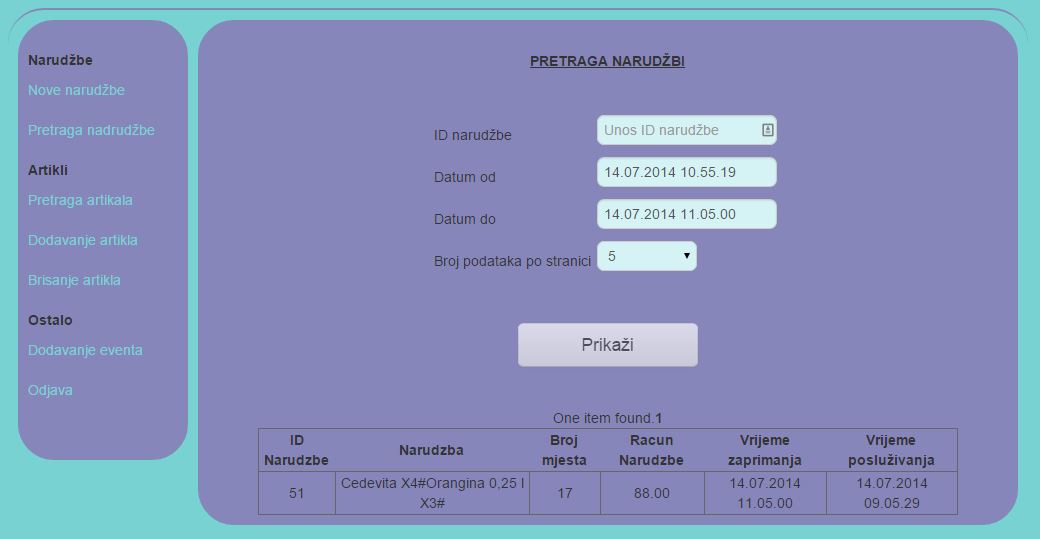 Narudžbe
Nove narudžbe
Pretraga nadrudžbe
Artikli
Pretraga artikala
Dodavanje artikla
Brisanje artikla
Ostalo
Dodavanje eventa
Odjava
PRETRAGA NARUDŽBI
ID narudžbe Unos ID narudžbe
Datum od 14.07.2014 10.55.19
Datum do 14.07.2014 11.05.00
Broj podataka po stranici 5
Prikaži
One item found.1
ID Narudzbe Narudzba Broj mjesta Racun Narudzbe Vrijeme zaprimanja Vrijeme posluživanja
51 Cedevita X4#Orangina 0,25 l X3# 17 88.00 14.07.2014 11.05.00 14.07.2014 09.05.29